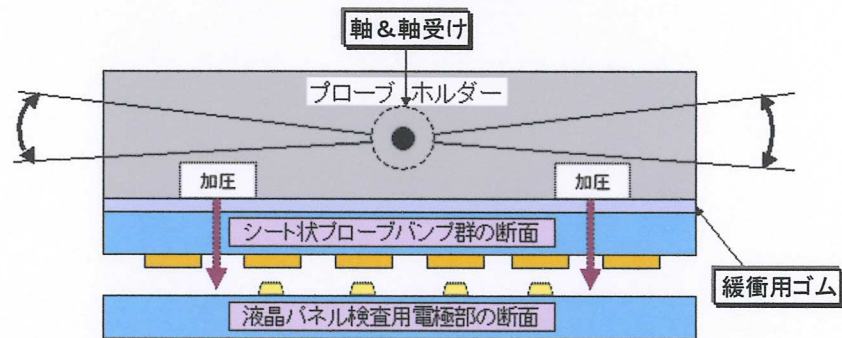 軸&軸受け
プローブ ホルダー
加圧
加圧
シート状プローブバンプ群の断面
緩衝用ゴム
液晶パネル検査用電極部の断面